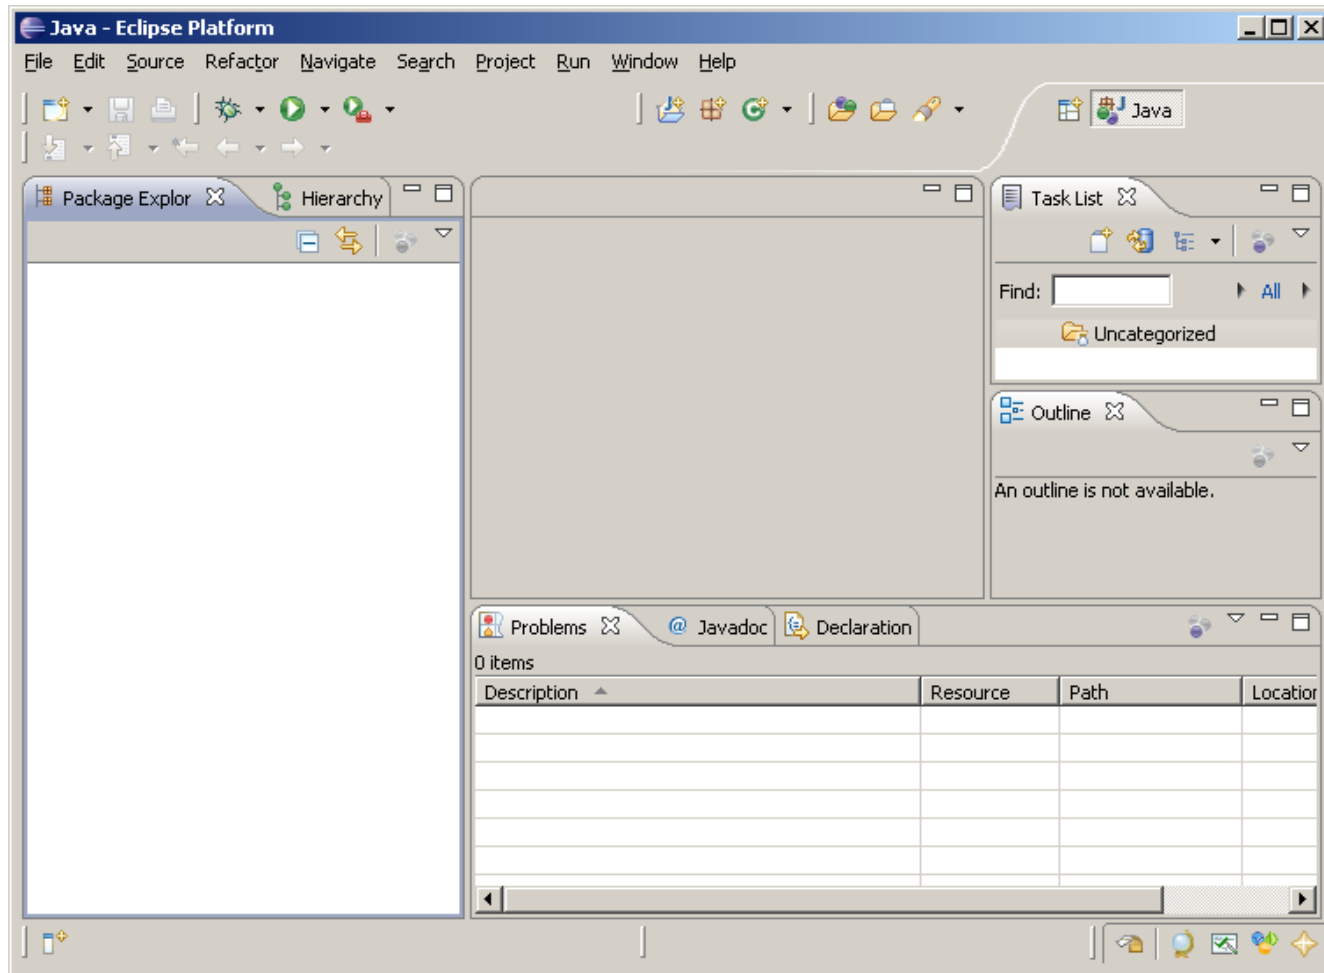 Java - Eclipse Platform
File Edit Source Refactor Navigate Search Project Run Window Help
Java
Package Explor Hierarchy
Task List
Find: All
Uncategorized
Outline
An outline is not available.
Problems @ Javadoc Declaration
0 items
Description Resource Path Location